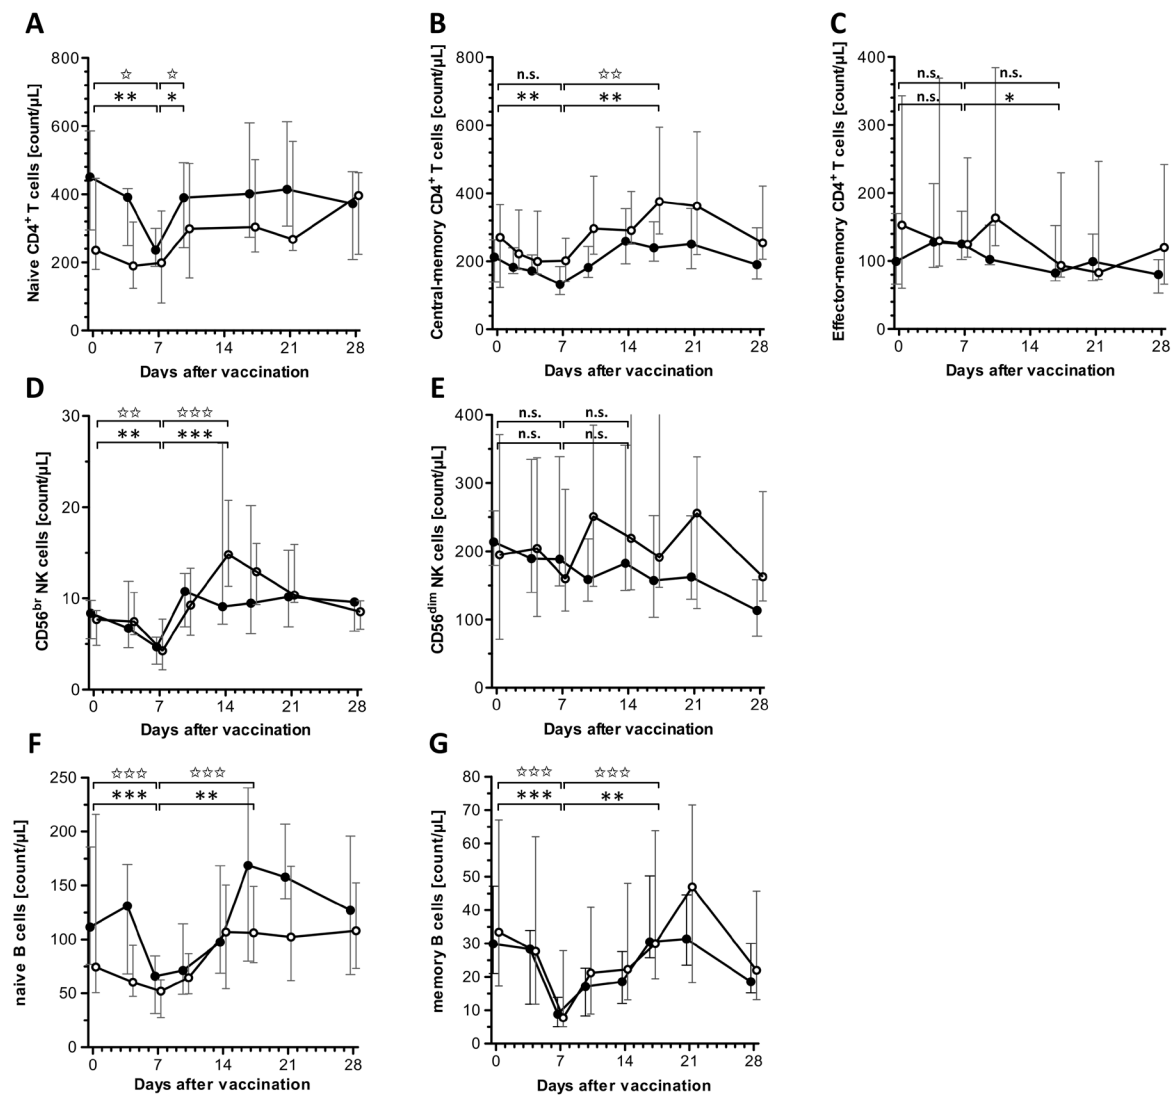 A
B
C
Naive CD4+ T cells [count/µL]
800
600
400
200
0
☆ ☆
** *
0 7 14 21 28
Days after vaccination
Central-memory CD4+ T cells [count/µL]
800
600
400
200
0
n.s. ☆☆
** **
0 7 14 21 28
Days after vaccination
Effector-memory CD4+ T cells [count/µL]
400
300
200
100
0
n.s. n.s.
n.s. *
0 7 14 21 28
Days after vaccination
D
E
CD56br NK cells [count/µL]
30
20
10
0
☆☆ ☆☆☆
** ***
0 7 14 21 28
Days after vaccination
CD56dim NK cells [count/µL]
400
300
200
100
0
n.s. n.s.
n.s. n.s.
0 7 14 21 28
Days after vaccination
F
G
naive B cells [count/µL]
250
200
150
100
50
0
☆☆☆ ☆☆☆
*** **
0 7 14 21 28
Days after vaccination
memory B cells [count/µL]
80
70
60
50
40
30
20
10
0
☆☆☆ ☆☆☆
*** **
0 7 14 21 28
Days after vaccination